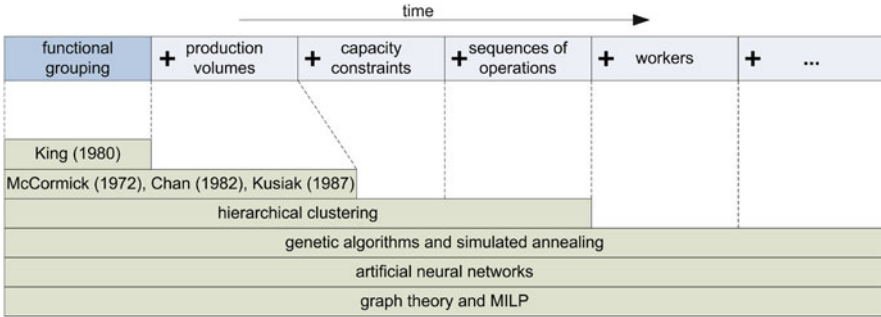 time
functional
grouping
+ production
volumes
+ capacity
constraints
+ sequences of
operations
+ workers
+ ...
King (1980)
McCormick (1972), Chan (1982), Kusiak (1987)
hierarchical clustering
genetic algorithms and simulated annealing
artificial neural networks
graph theory and MILP